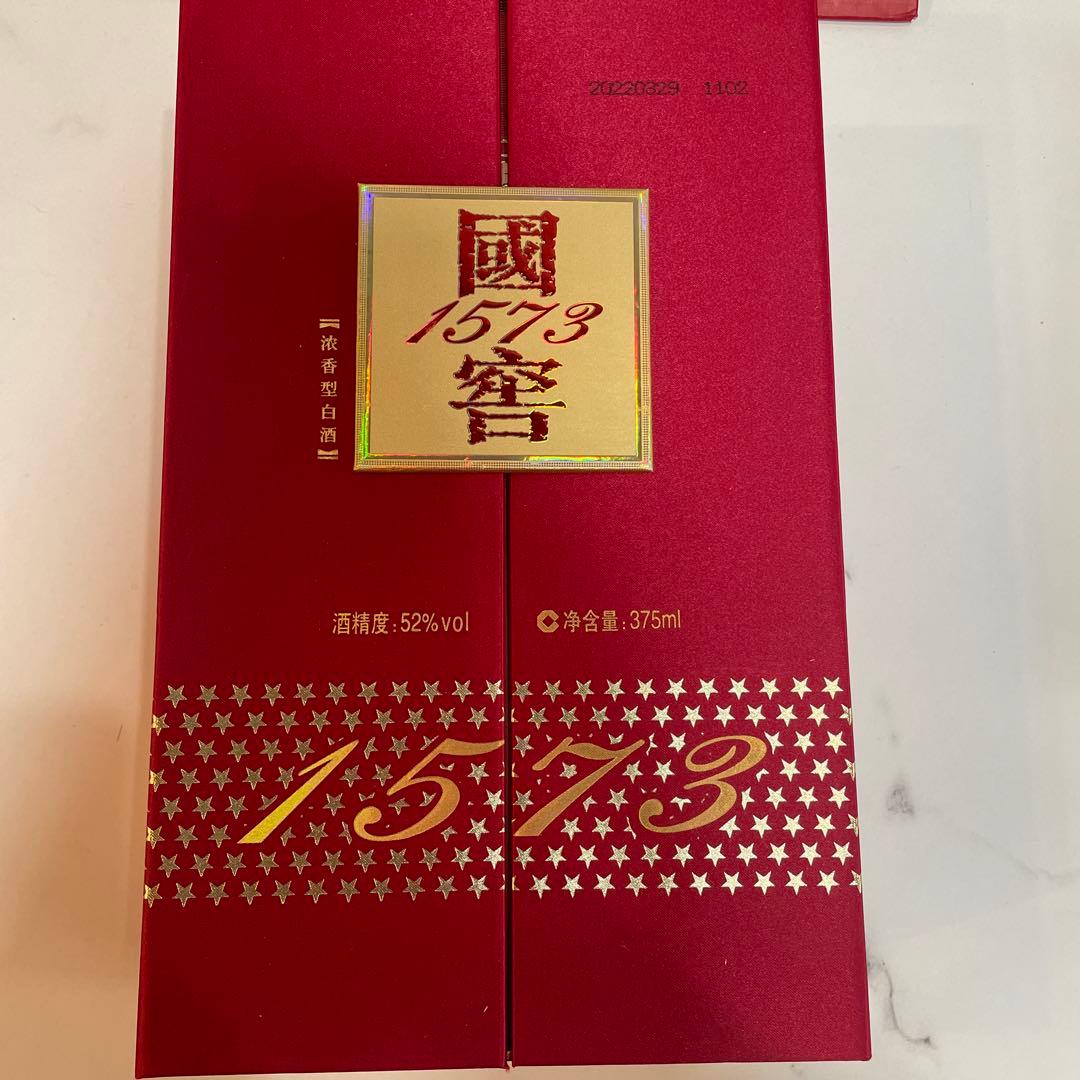 20220329 1102
國
1573
窖
【浓香型白酒】
酒精度:52%vol
净含量:375ml
1573